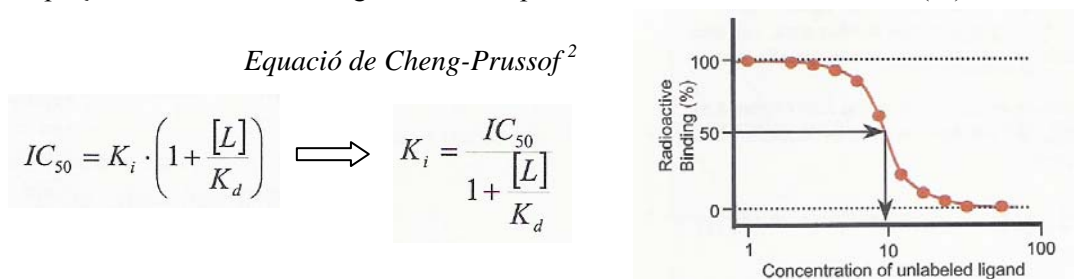 Equació de Cheng-Prussof 2
IC50 = Ki · (1 + [L] / Kd)
Ki = IC50 / (1 + [L] / Kd)
Radioactive
Binding (%)
100
50
0
1
10
100
Concentration of unlabeled ligand